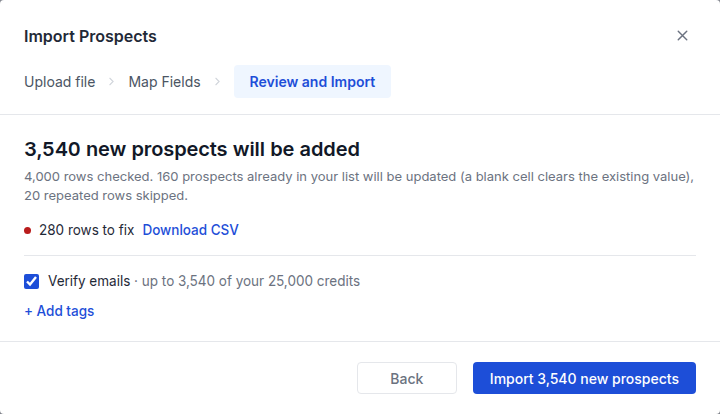 Import Prospects
Upload file
Map Fields
Review and Import
3,540 new prospects will be added
4,000 rows checked. 160 prospects already in your list will be updated (a blank cell clears the existing value),
20 repeated rows skipped.
280 rows to fix Download CSV
Verify emails · up to 3,540 of your 25,000 credits
+ Add tags
Back
Import 3,540 new prospects